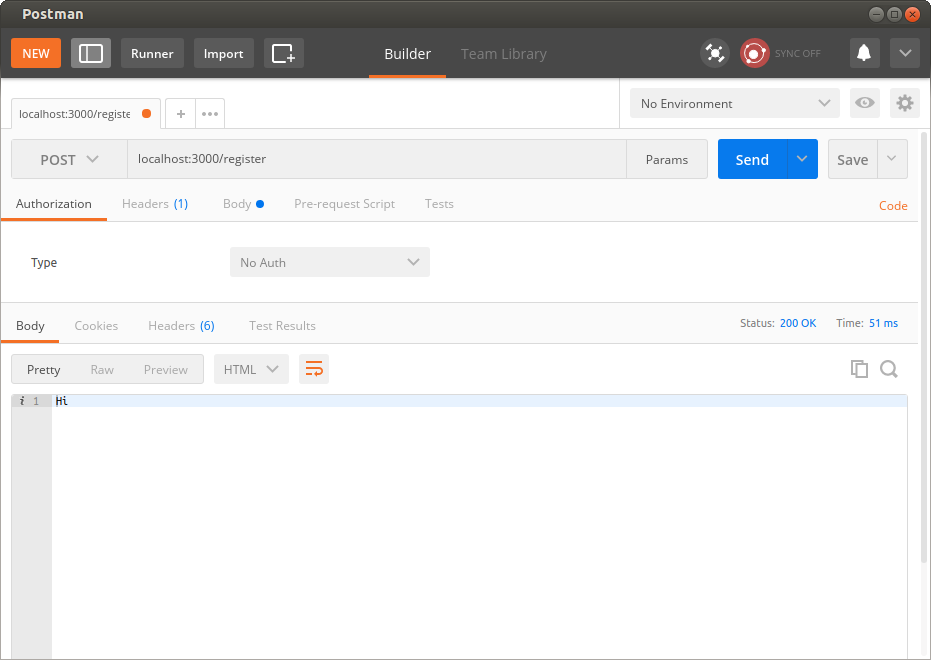 Postman
NEW Runner Import Builder Team Library SYNC OFF
localhost:3000/registe + No Environment
POST localhost:3000/register Params Send Save
Authorization Headers (1) Body Pre-request Script Tests Code
Type No Auth
Body Cookies Headers (6) Test Results Status: 200 OK Time: 51 ms
Pretty Raw Preview HTML
i 1 Hi